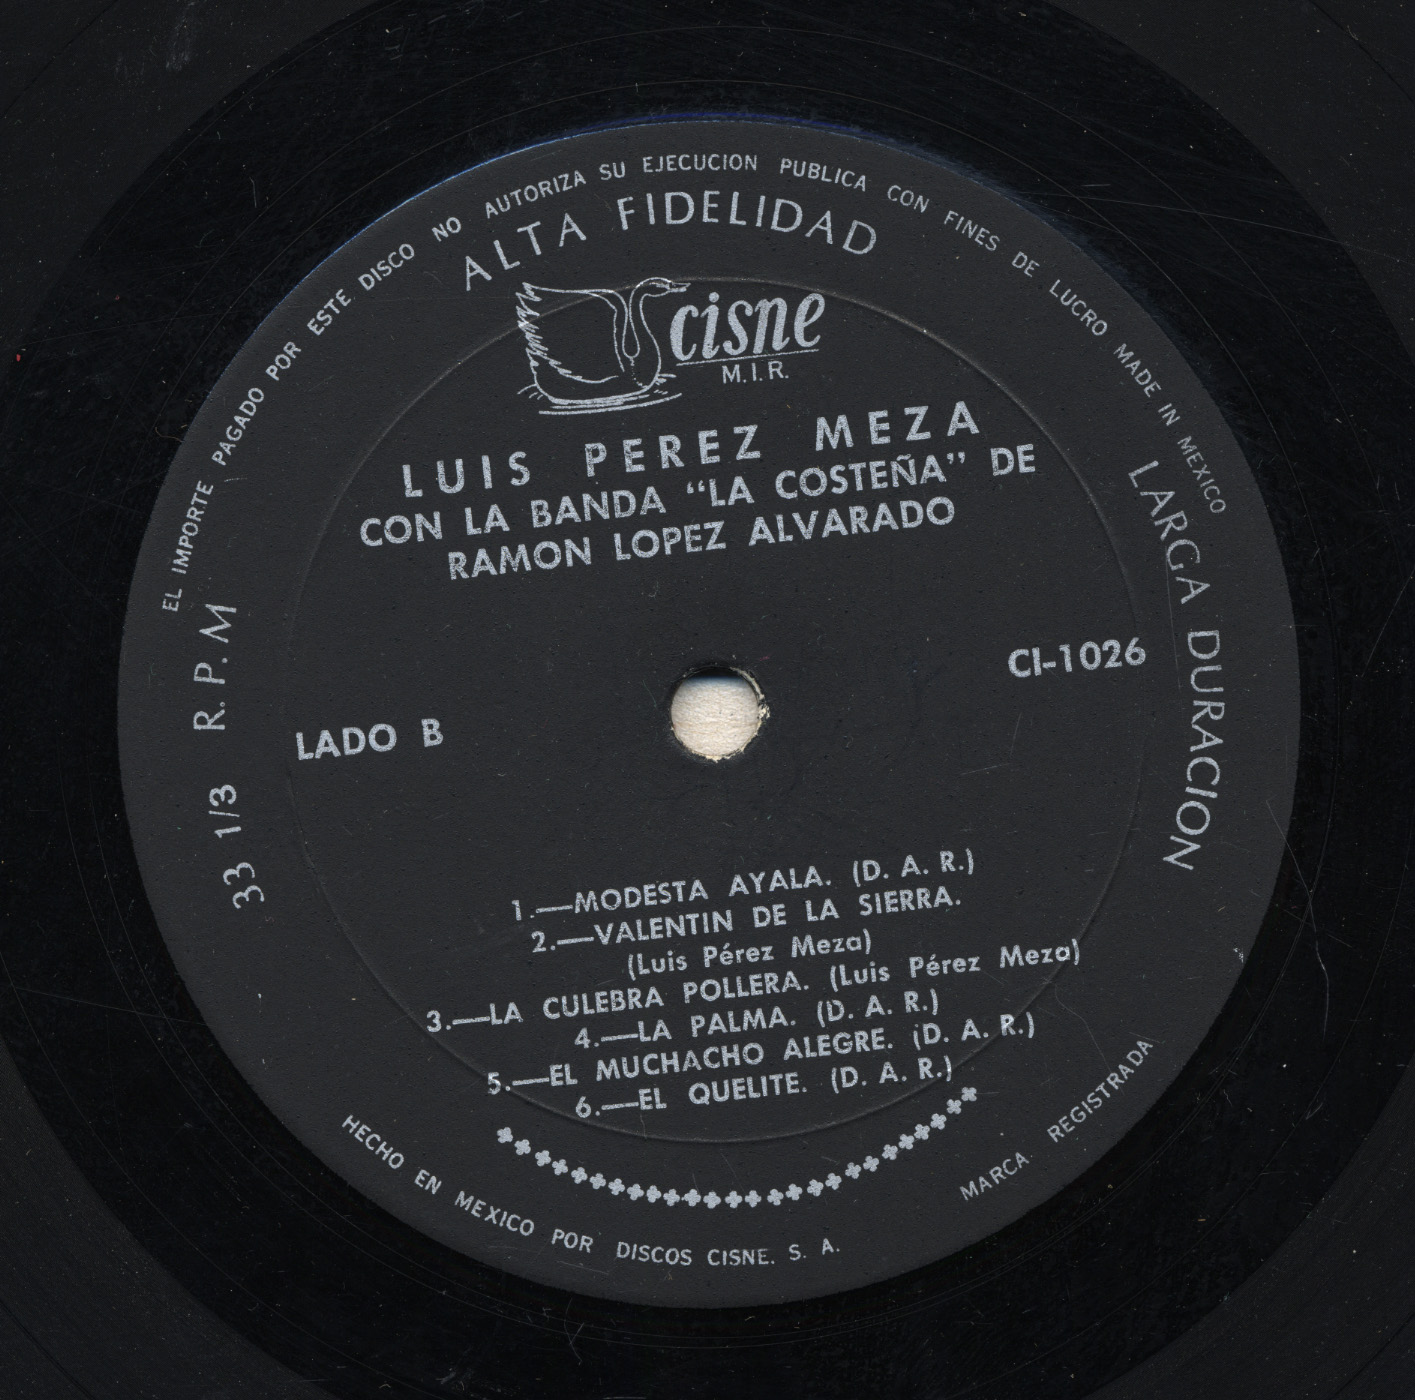 EL IMPORTE PAGADO POR ESTE DISCO NO AUTORIZA SU EJECUCION PUBLICA CON FINES DE LUCRO MADE IN MEXICO
ALTA FIDELIDAD
cisne
M.I.R.
LUIS PEREZ MEZA
CON LA BANDA “LA COSTEÑA” DE
RAMON LOPEZ ALVARADO
33 1/3 R.P.M
LARGA DURACION
CI-1026
LADO B
1.—MODESTA AYALA. (D. A. R.)
2.—VALENTIN DE LA SIERRA.
(Luis Pérez Meza)
3.—LA CULEBRA POLLERA. (Luis Pérez Meza)
4.—LA PALMA. (D. A. R.)
5.—EL MUCHACHO ALEGRE. (D. A. R.)
6.—EL QUELITE. (D. A. R.)
HECHO EN MEXICO POR DISCOS CISNE. S. A.
MARCA REGISTRADA